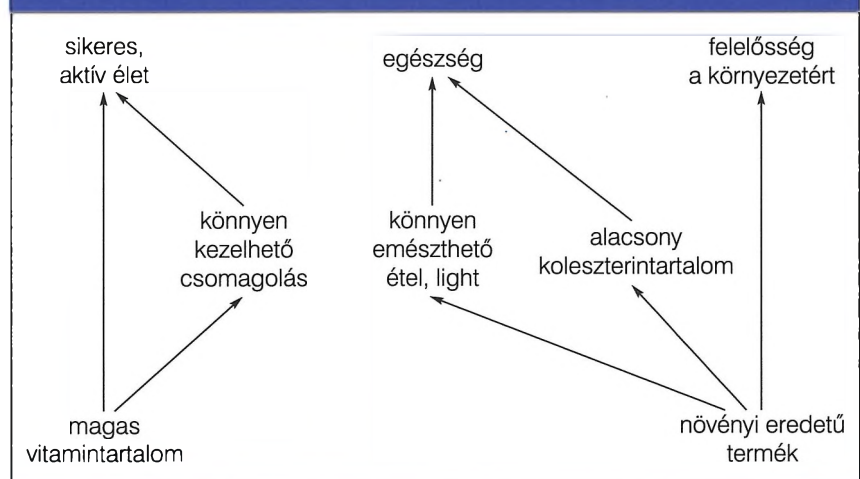 sikeres,
aktív élet
egészség
felelősség
a környezetért
könnyen
kezelhető
csomagolás
könnyen
emészthető
étel, light
alacsony
koleszterintartalom
magas
vitamintartalom
növényi eredetű
termék